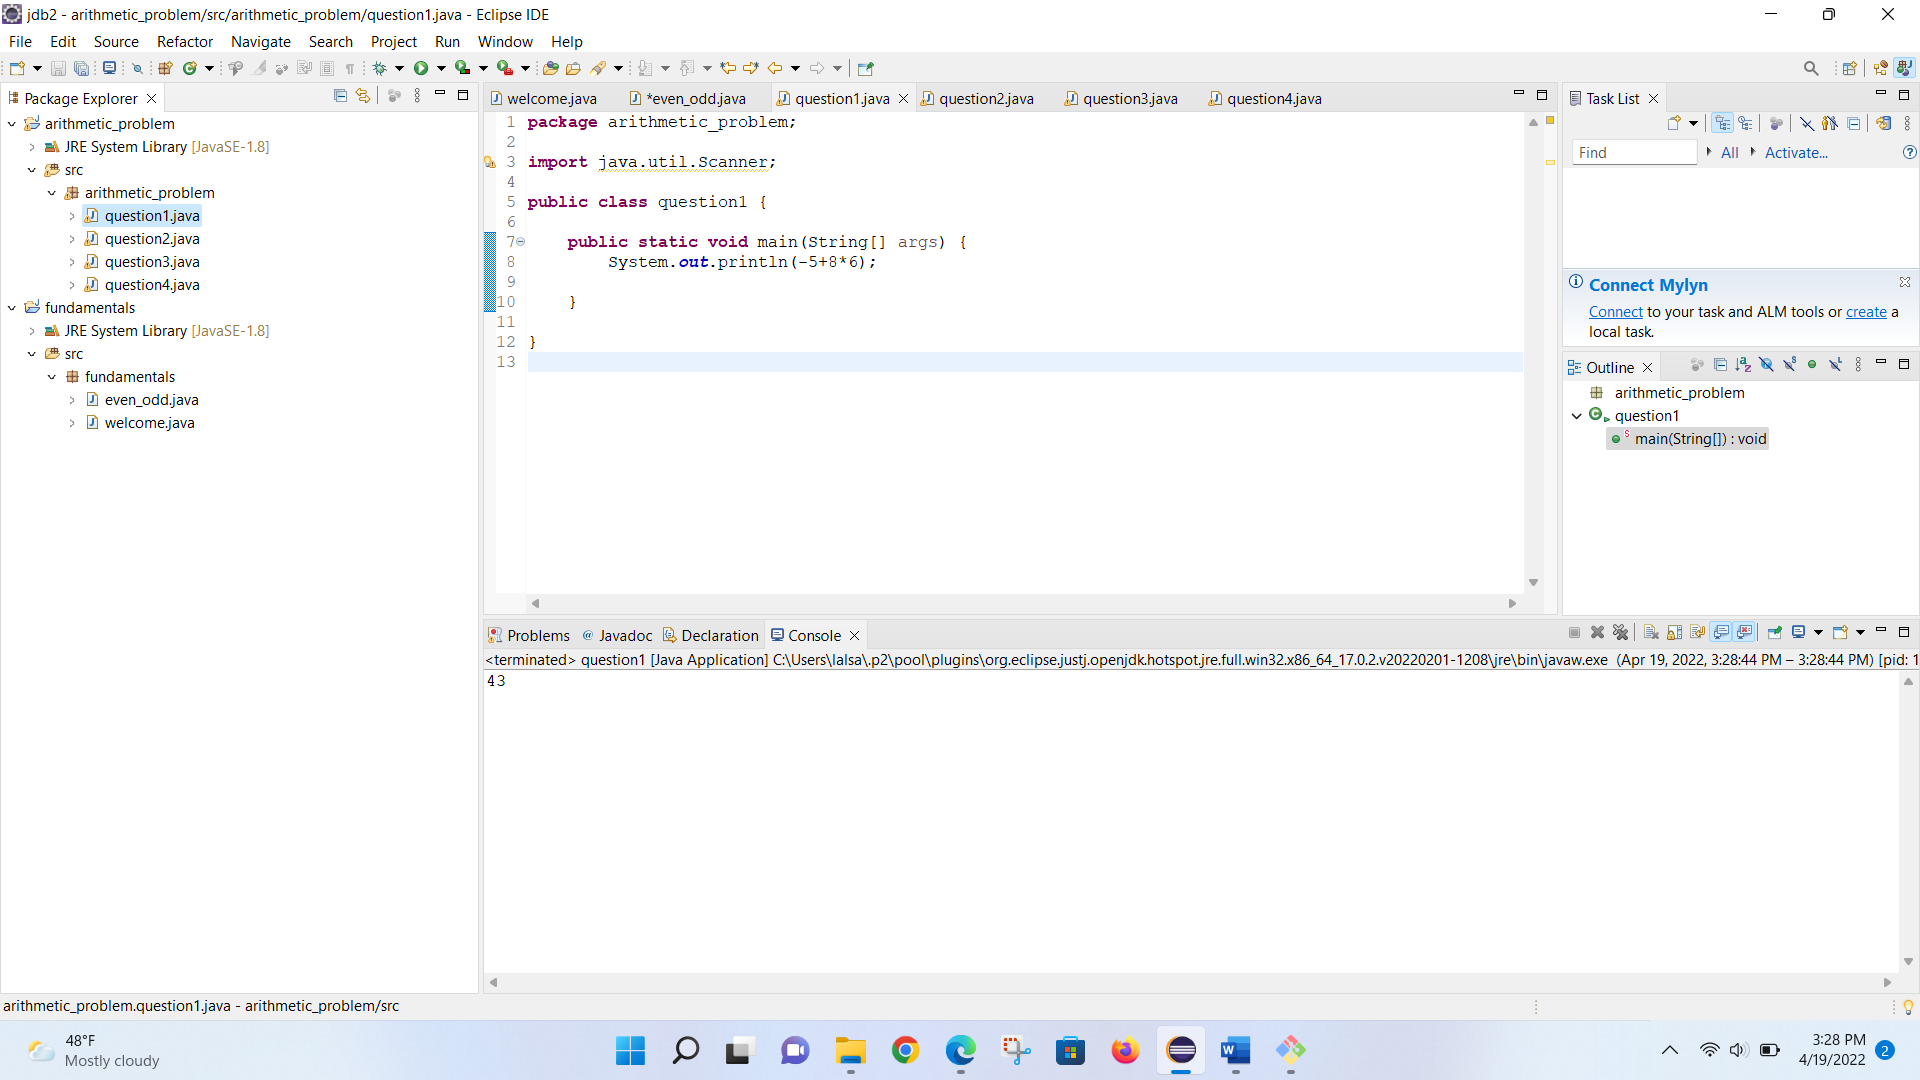 jdb2 - arithmetic_problem/src/arithmetic_problem/question1.java - Eclipse IDE
File Edit Source Refactor Navigate Search Project Run Window Help
Package Explorer
arithmetic_problem
JRE System Library [JavaSE-1.8]
src
arithmetic_problem
question1.java
question2.java
question3.java
question4.java
fundamentals
JRE System Library [JavaSE-1.8]
src
fundamentals
even_odd.java
welcome.java
welcome.java *even_odd.java question1.java question2.java question3.java question4.java
1 package arithmetic_problem;
2
3 import java.util.Scanner;
4
5 public class question1 {
6
7 public static void main(String[] args) {
8 System.out.println(-5+8*6);
9
10 }
11
12 }
13
Task List
Find All Activate...
Connect Mylyn
Connect to your task and ALM tools or create a
local task.
Outline
arithmetic_problem
question1
main(String[]) : void
Problems @ Javadoc Declaration Console
<terminated> question1 [Java Application] C:\Users\lalsa\.p2\pool\plugins\org.eclipse.justj.openjdk.hotspot.jre.full.win32.x86_64_17.0.2.v20220201-1208\jre\bin\javaw.exe (Apr 19, 2022, 3:28:44 PM – 3:28:44 PM) [pid: 1
43
arithmetic_problem.question1.java - arithmetic_problem/src
48°F
Mostly cloudy
3:28 PM
4/19/2022
2